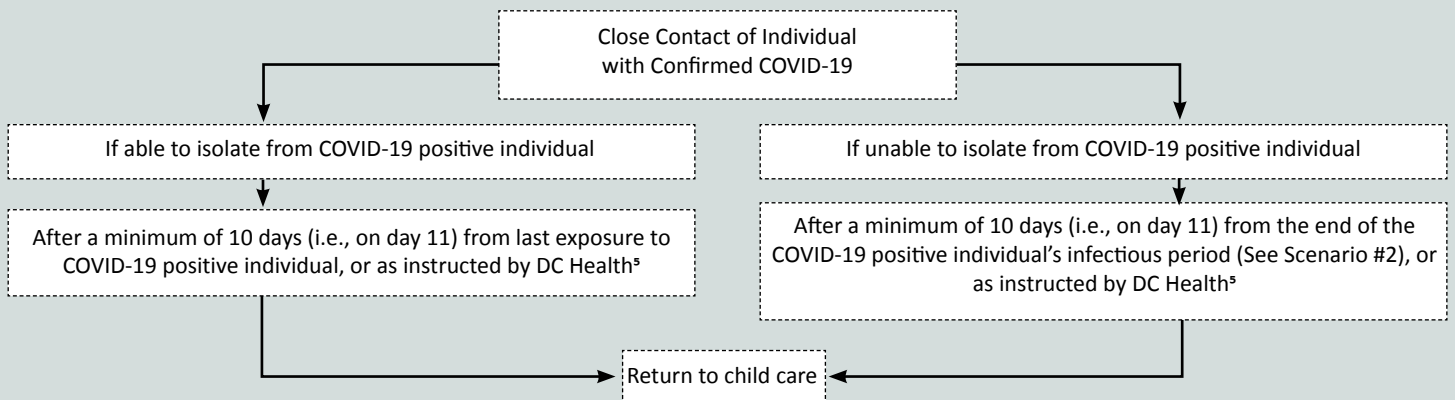 Close Contact of Individual
with Confirmed COVID-19
If able to isolate from COVID-19 positive individual
If unable to isolate from COVID-19 positive individual
After a minimum of 10 days (i.e., on day 11) from last exposure to
COVID-19 positive individual, or as instructed by DC Health⁵
After a minimum of 10 days (i.e., on day 11) from the end of the
COVID-19 positive individual’s infectious period (See Scenario #2), or
as instructed by DC Health⁵
Return to child care